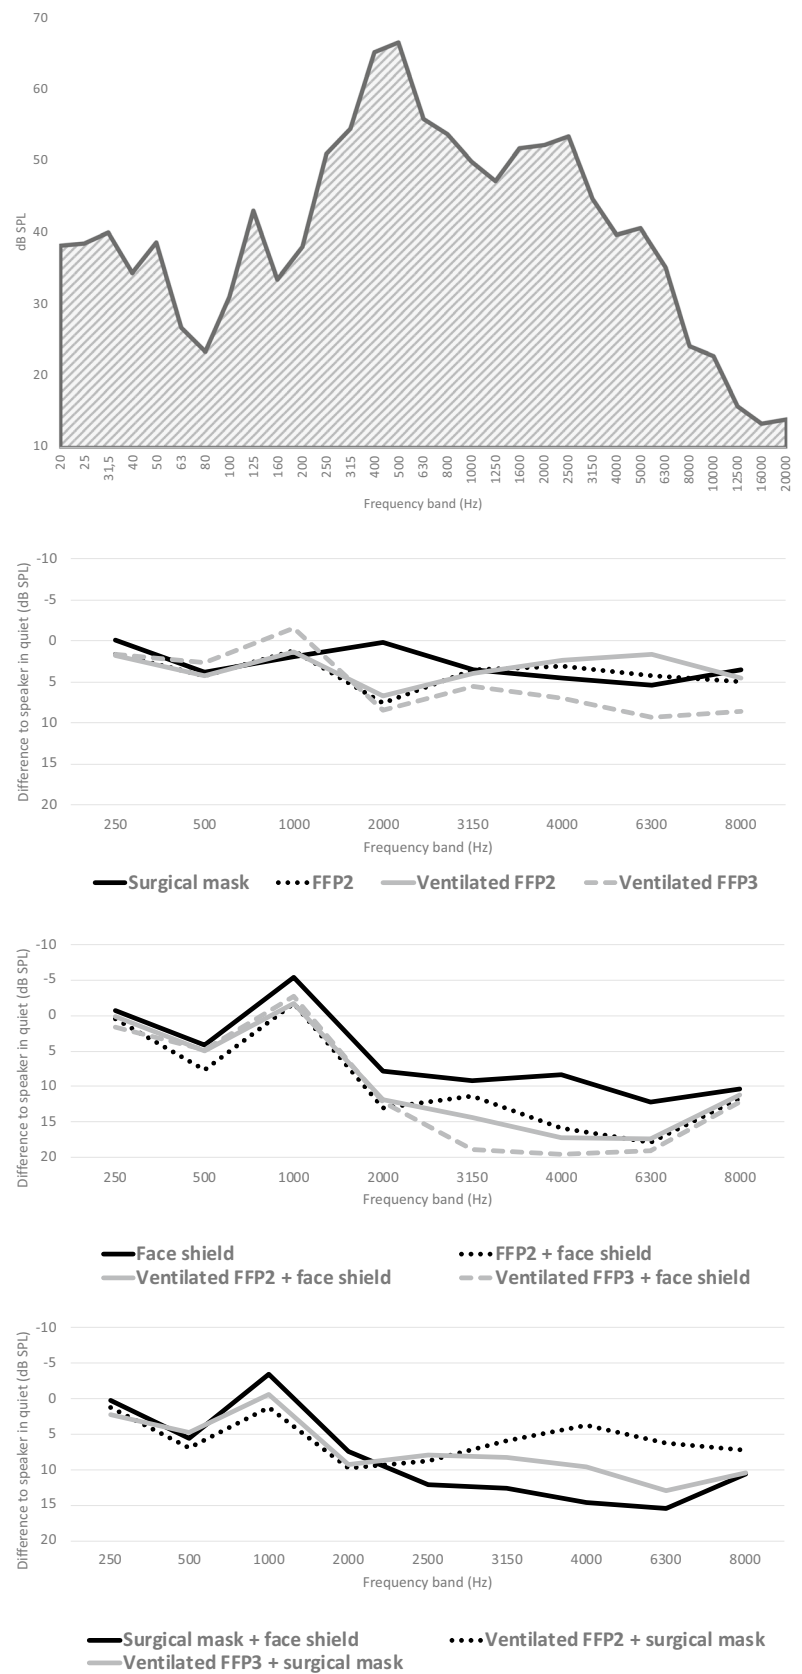 70
60
50
40
30
20
10
dB SPL
20 25 31,5 40 50 63 80 100 125 160 200 250 315 400 500 630 800 1000 1250 1600 2000 2500 3150 4000 5000 6300 8000 10000 12500 16000 20000
Frequency band (Hz)
-10
-5
0
5
10
15
20
Difference to speaker in quiet (dB SPL)
250 500 1000 2000 3150 4000 6300 8000
Frequency band (Hz)
Surgical mask FFP2 Ventilated FFP2 Ventilated FFP3
-10
-5
0
5
10
15
20
Difference to speaker in quiet (dB SPL)
250 500 1000 2000 3150 4000 6300 8000
Frequency band (Hz)
Face shield FFP2 + face shield
Ventilated FFP2 + face shield Ventilated FFP3 + face shield
-10
-5
0
5
10
15
20
Difference to speaker in quiet (dB SPL)
250 500 1000 2000 2500 3150 4000 6300 8000
Frequency band (Hz)
Surgical mask + face shield Ventilated FFP2 + surgical mask
Ventilated FFP3 + surgical mask